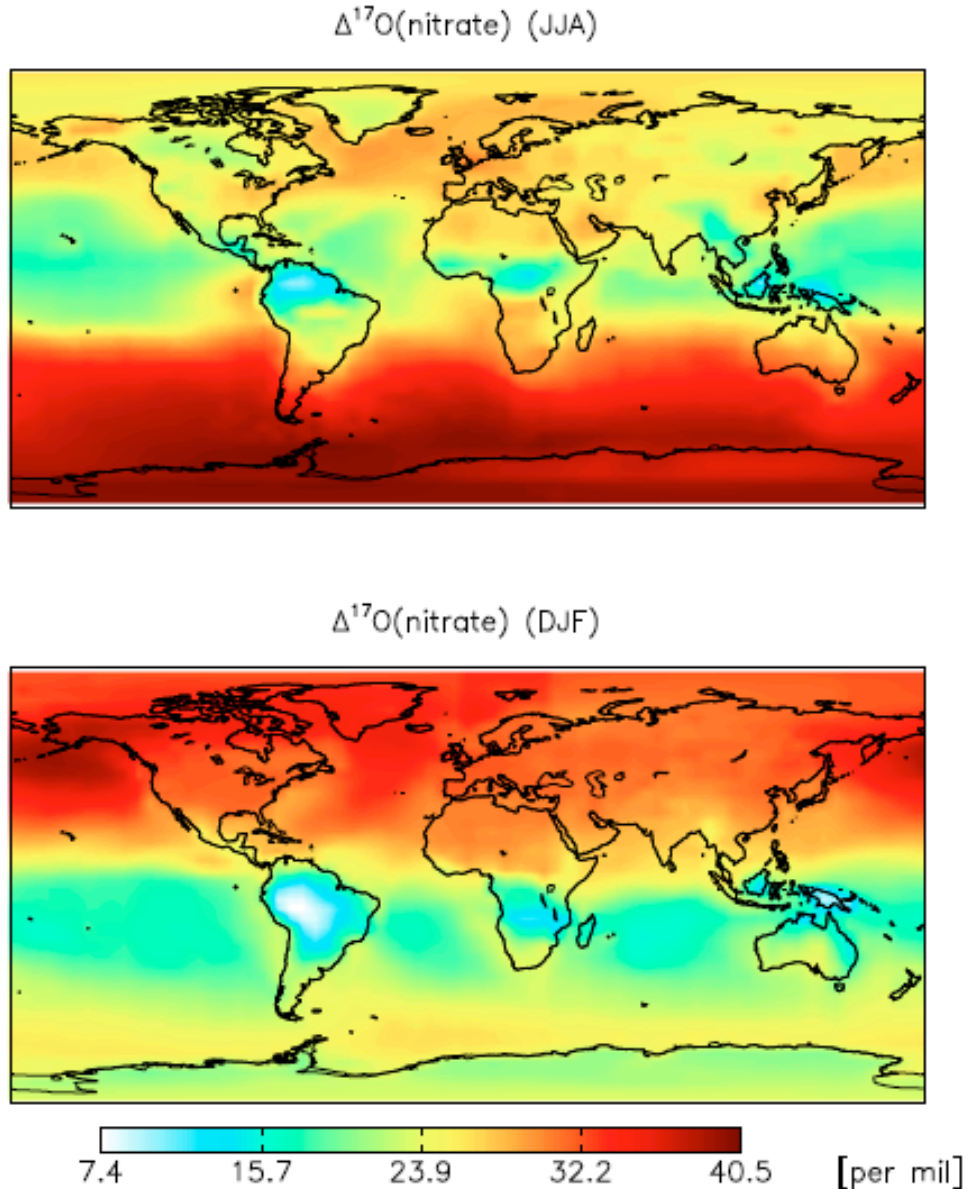 Δ¹⁷O(nitrate) (JJA)
Δ¹⁷O(nitrate) (DJF)
7.4 15.7 23.9 32.2 40.5 [per mil]